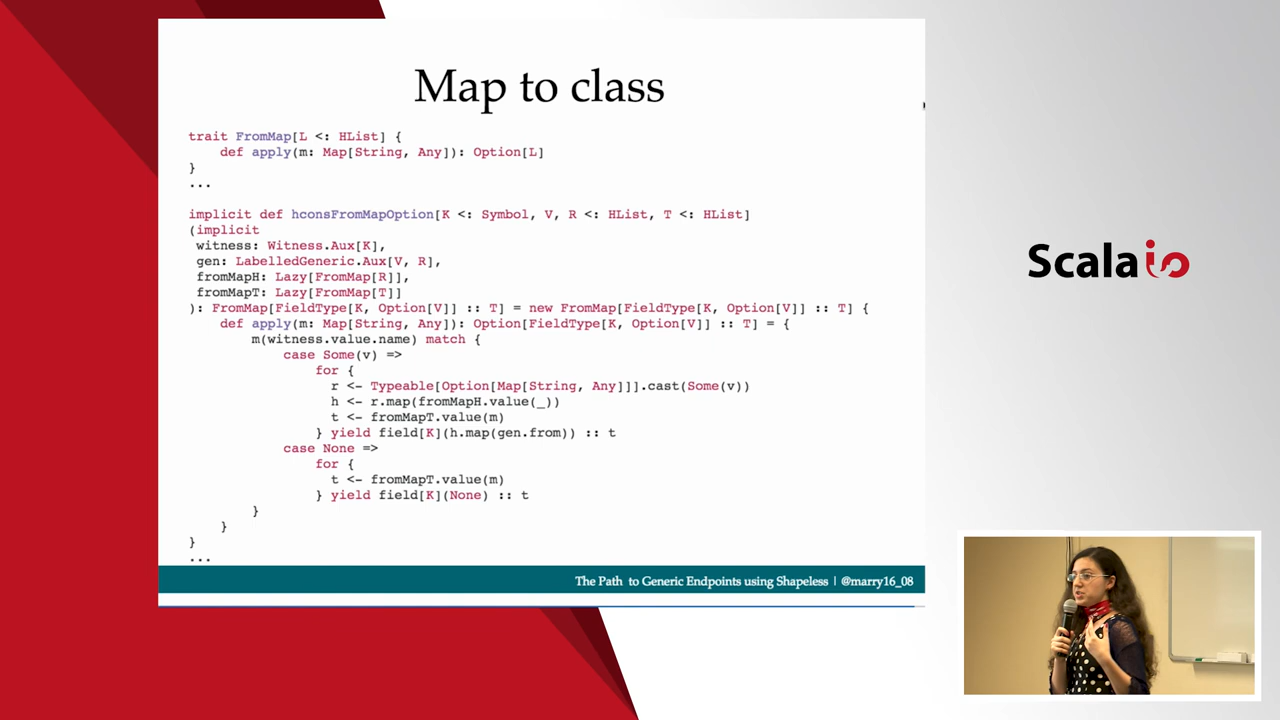 Map to class
trait FromMap[L <: HList] {
def apply(m: Map[String, Any]): Option[L]
}
...
implicit def hconsFromMapOption[K <: Symbol, V, R <: HList, T <: HList]
(implicit
witness: Witness.Aux[K],
gen: LabelledGeneric.Aux[V, R],
fromMapH: Lazy[FromMap[R]],
fromMapT: Lazy[FromMap[T]]
): FromMap[FieldType[K, Option[V]] :: T] = new FromMap[FieldType[K, Option[V]] :: T] {
def apply(m: Map[String, Any]): Option[FieldType[K, Option[V]] :: T] = {
m(witness.value.name) match {
case Some(v) =>
for {
r <- Typeable[Option[Map[String, Any]]].cast(Some(v))
h <- r.map(fromMapH.value(_))
t <- fromMapT.value(m)
} yield field[K](h.map(gen.from)) :: t
case None =>
for {
t <- fromMapT.value(m)
} yield field[K](None) :: t
}
}
}
...
The Path to Generic Endpoints using Shapeless | @marry16_08
Scala io